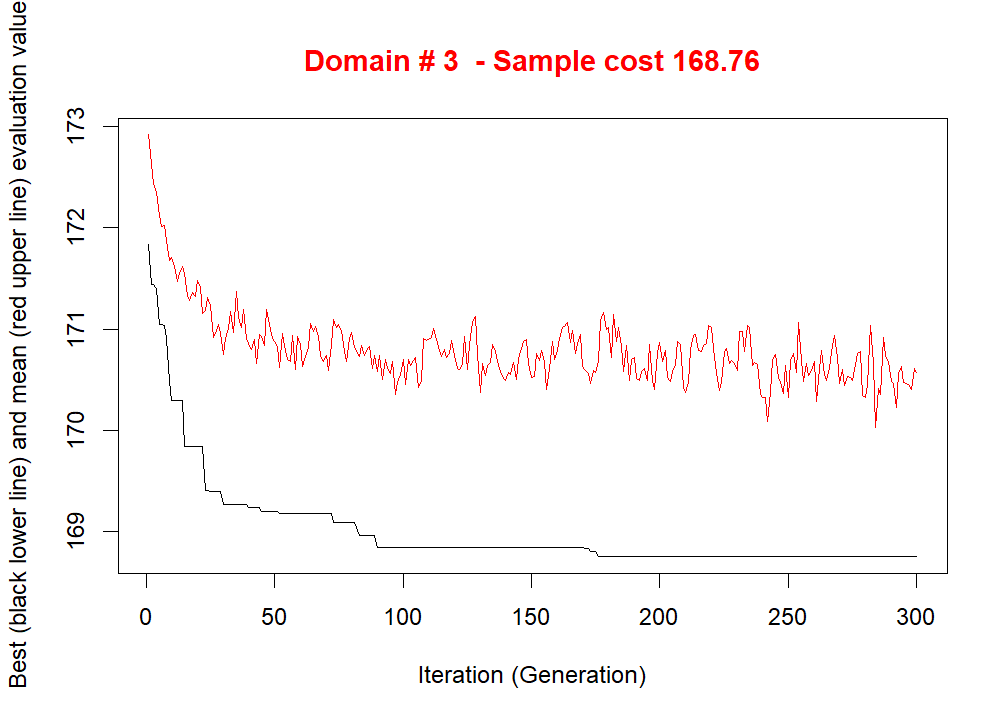 Domain # 3  - Sample cost 168.76
Best (black lower line) and mean (red upper line) evaluation value
173
172
171
170
169
0 50 100 150 200 250 300
Iteration (Generation)